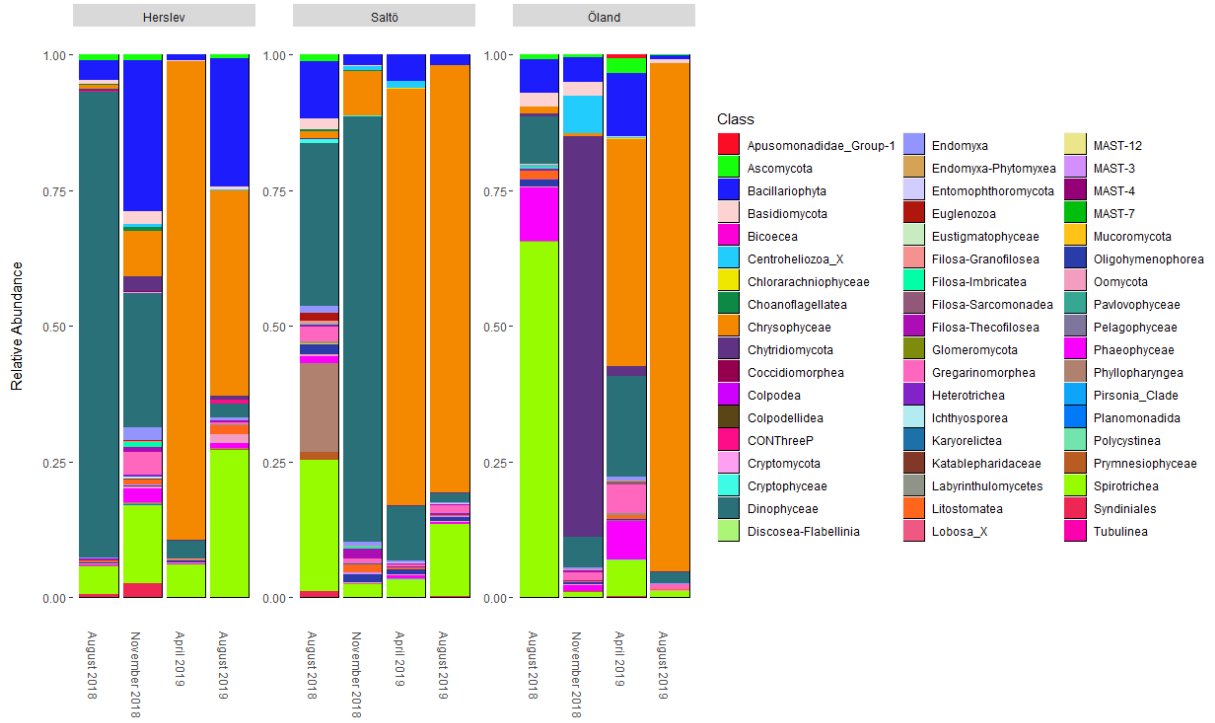 Herslev
Saltö
Öland
Relative Abundance
1.00
0.75
0.50
0.25
0.00
1.00
0.75
0.50
0.25
0.00
1.00
0.75
0.50
0.25
0.00
August 2018
November 2018
April 2019
August 2019
August 2018
November 2018
April 2019
August 2019
August 2018
November 2018
April 2019
August 2019
Class
Apusomonadidae_Group-1
Ascomycota
Bacillariophyta
Basidiomycota
Bicoecea
Centroheliozoa_X
Chlorarachniophyceae
Choanoflagellatea
Chrysophyceae
Chytridiomycota
Coccidiomorphea
Colpodea
Colpodellidea
CONThreeP
Cryptomycota
Cryptophyceae
Dinophyceae
Discosea-Flabellinia
Endomyxa
Endomyxa-Phytomyxea
Entomophthoromycota
Euglenozoa
Eustigmatophyceae
Filosa-Granofilosea
Filosa-Imbricatea
Filosa-Sarcomonadea
Filosa-Thecofilosea
Glomeromycota
Gregarinomorphea
Heterotrichea
Ichthyosporea
Karyorelictea
Katablepharidaceae
Labyrinthulomycetes
Litostomatea
Lobosa_X
MAST-12
MAST-3
MAST-4
MAST-7
Mucoromycota
Oligohymenophorea
Oomycota
Pavlovophyceae
Pelagophyceae
Phaeophyceae
Phyllopharyngea
Pirsonia_Clade
Planomonadida
Polycystinea
Prymnesiophyceae
Spirotrichea
Syndiniales
Tubulinea